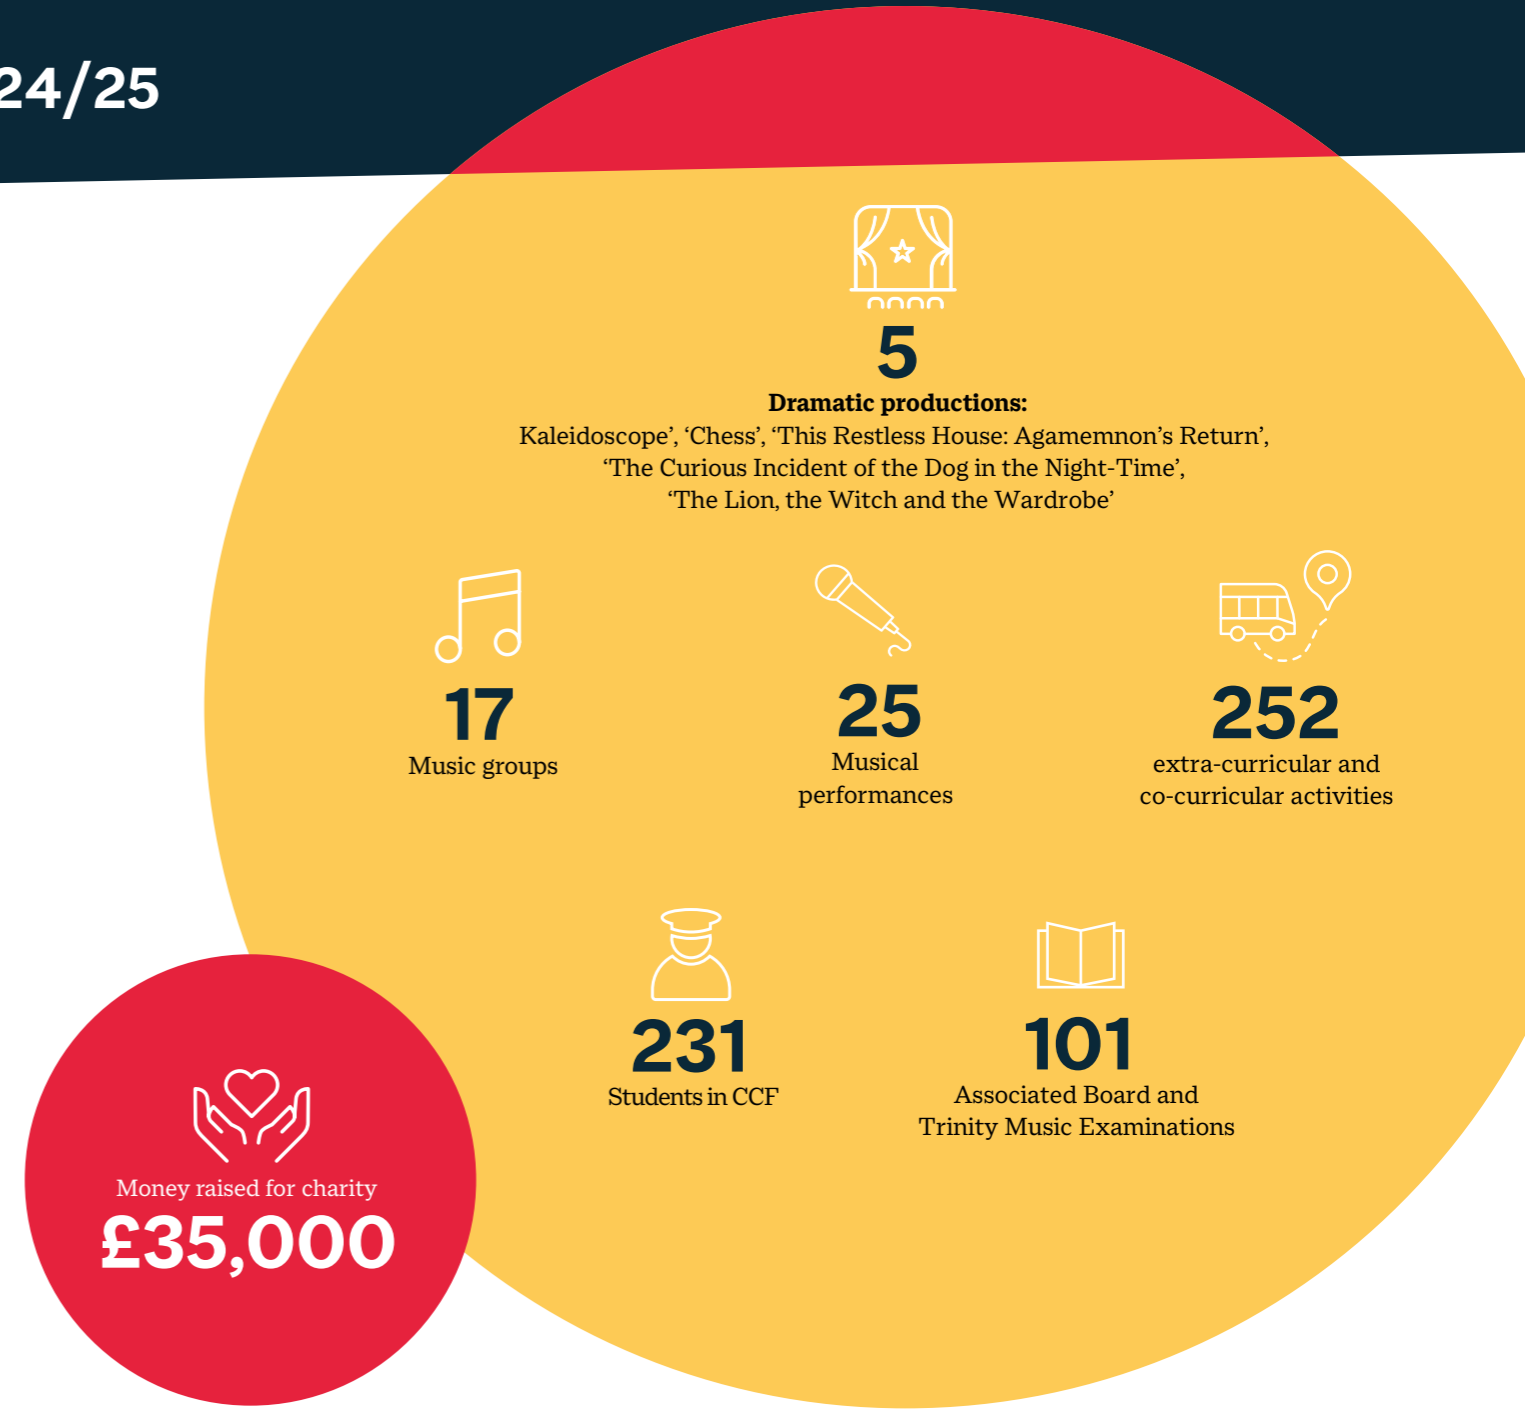 24/25
5
Dramatic productions:
Kaleidoscope’, ‘Chess’, ‘This Restless House: Agamemnon’s Return’,
‘The Curious Incident of the Dog in the Night-Time’,
‘The Lion, the Witch and the Wardrobe’
17
Music groups
25
Musical
performances
252
extra-curricular and
co-curricular activities
231
Students in CCF
101
Associated Board and
Trinity Music Examinations
Money raised for charity
£35,000